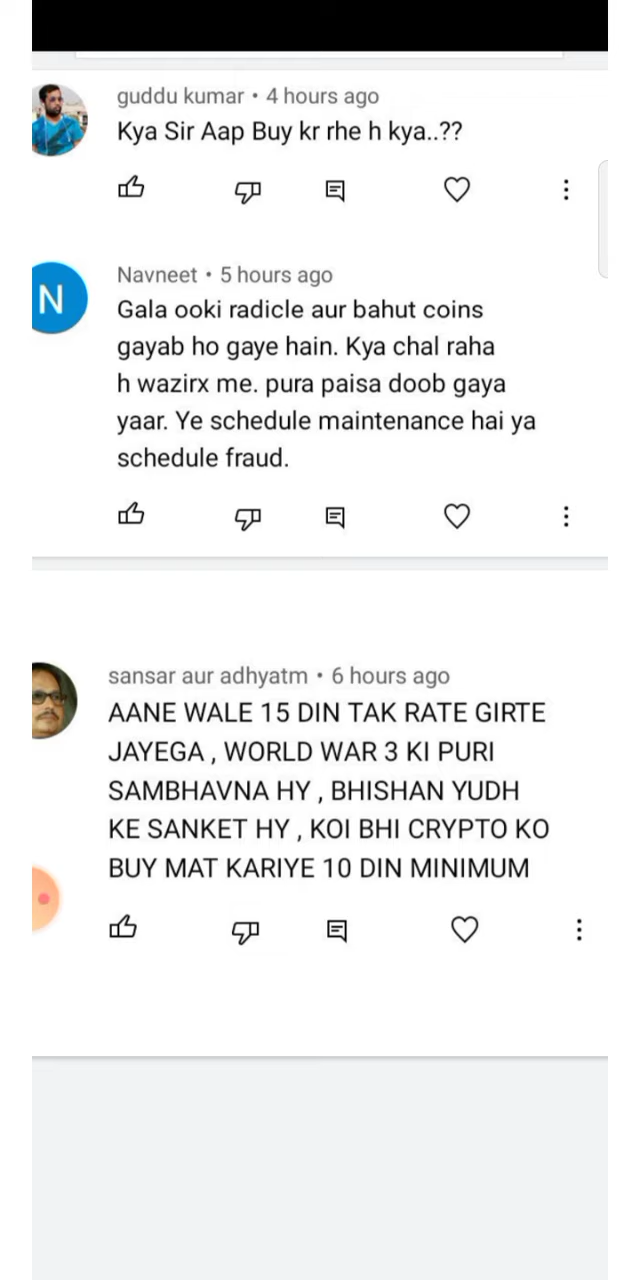 guddu kumar • 4 hours ago
Kya Sir Aap Buy kr rhe h kya..??
N
Navneet • 5 hours ago
Gala ooki radicle aur bahut coins
gayab ho gaye hain. Kya chal raha
h wazirx me. pura paisa doob gaya
yaar. Ye schedule maintenance hai ya
schedule fraud.
sansar aur adhyatm • 6 hours ago
AANE WALE 15 DIN TAK RATE GIRTE
JAYEGA , WORLD WAR 3 KI PURI
SAMBHAVNA HY , BHISHAN YUDH
KE SANKET HY , KOI BHI CRYPTO KO
BUY MAT KARIYE 10 DIN MINIMUM